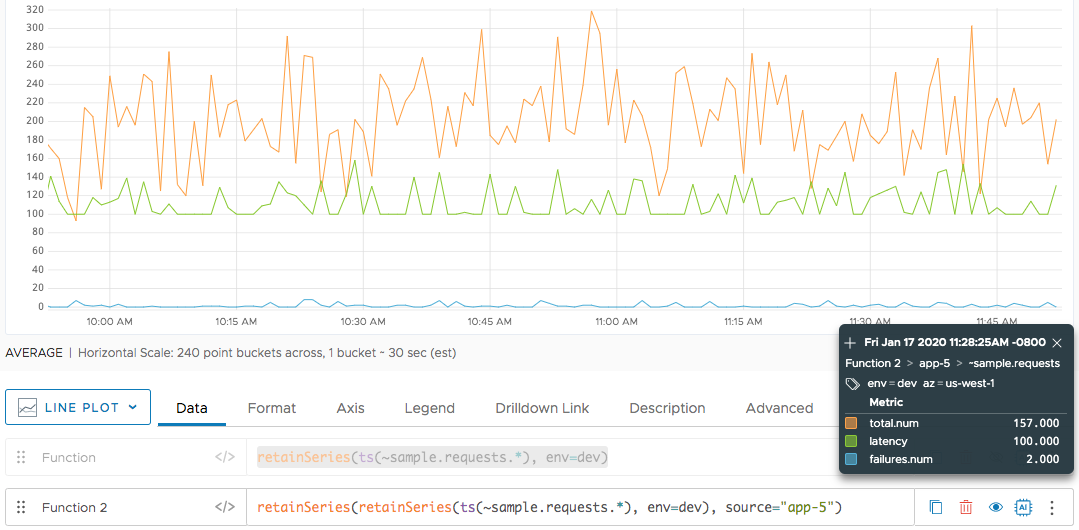 320
300
280
260
240
220
200
180
160
140
120
100
80
60
40
20
0
10:00 AM 10:15 AM 10:30 AM 10:45 AM 11:00 AM 11:15 AM 11:30 AM 11:45 AM
AVERAGE | Horizontal Scale: 240 point buckets across, 1 bucket ~ 30 sec (est)
Fri Jan 17 2020 11:28:25AM -0800
Function 2 > app-5 > ~sample.requests
env = dev az = us-west-1
Metric
total.num 157.000
latency 100.000
failures.num 2.000
LINE PLOT Data Format Axis Legend Drilldown Link Description Advanced
Function </> retainSeries(ts(~sample.requests.*), env=dev)
Function 2 </> retainSeries(retainSeries(ts(~sample.requests.*), env=dev), source="app-5") AI